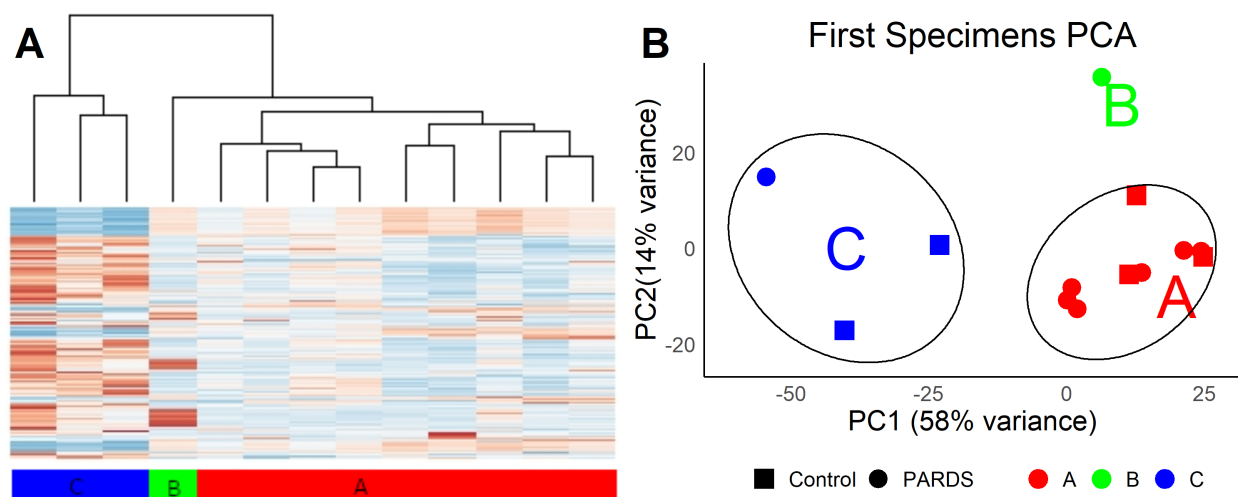 A
C
B
A
B
First Specimens PCA
PC2(14% variance)
20
0
-20
B
C
A
-50
-25
0
25
PC1 (58% variance)
Control
PARDS
A
B
C